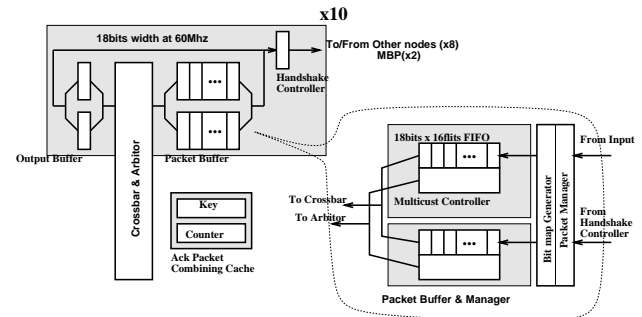 x10
18bits width at 60Mhz
To/From Other nodes (x8)
MBP(x2)
Handshake
Controller
Output Buffer
Crossbar & Arbitor
Packet Buffer
18bits x 16flits FIFO
From Input
To Crossbar
Multicust Controller
To Arbitor
Bit map Generator
Packet Manager
From
Handshake
Controller
Key
Counter
Ack Packet
Combining Cache
Packet Buffer & Manager